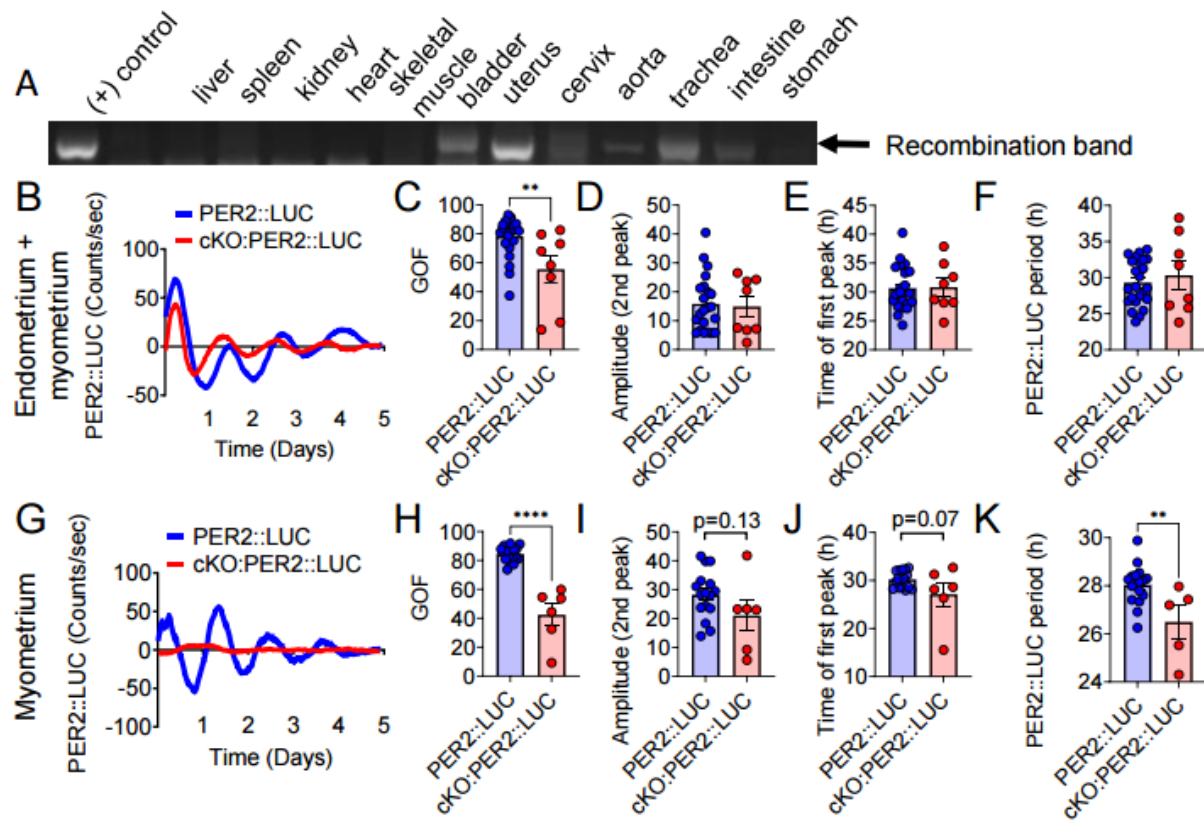 A
(+) control
liver
spleen
kidney
heart
skeletal
muscle
bladder
uterus
cervix
aorta
trachea
intestine
stomach
Recombination band
B
Endometrium +
myometrium
PER2::LUC (Counts/sec)
PER2::LUC
cKO:PER2::LUC
100
50
0
-50
1 2 3 4 5
Time (Days)
C
GOF
100
80
60
40
20
0
**
PER2::LUC
cKO:PER2::LUC
D
Amplitude (2nd peak)
50
40
30
20
10
0
PER2::LUC
cKO:PER2::LUC
E
Time of first peak (h)
45
40
35
30
25
20
PER2::LUC
cKO:PER2::LUC
F
PER2::LUC period (h)
40
35
30
25
20
PER2::LUC
cKO:PER2::LUC
G
Myometrium
PER2::LUC (Counts/sec)
PER2::LUC
cKO:PER2::LUC
100
50
0
-50
-100
1 2 3 4 5
Time (Days)
H
GOF
100
80
60
40
20
0
****
PER2::LUC
cKO:PER2::LUC
I
Amplitude (2nd peak)
50
40
30
20
10
0
p=0.13
PER2::LUC
cKO:PER2::LUC
J
Time of first peak (h)
40
30
20
10
p=0.07
PER2::LUC
cKO:PER2::LUC
K
PER2::LUC period (h)
30
28
26
24
**
PER2::LUC
cKO:PER2::LUC